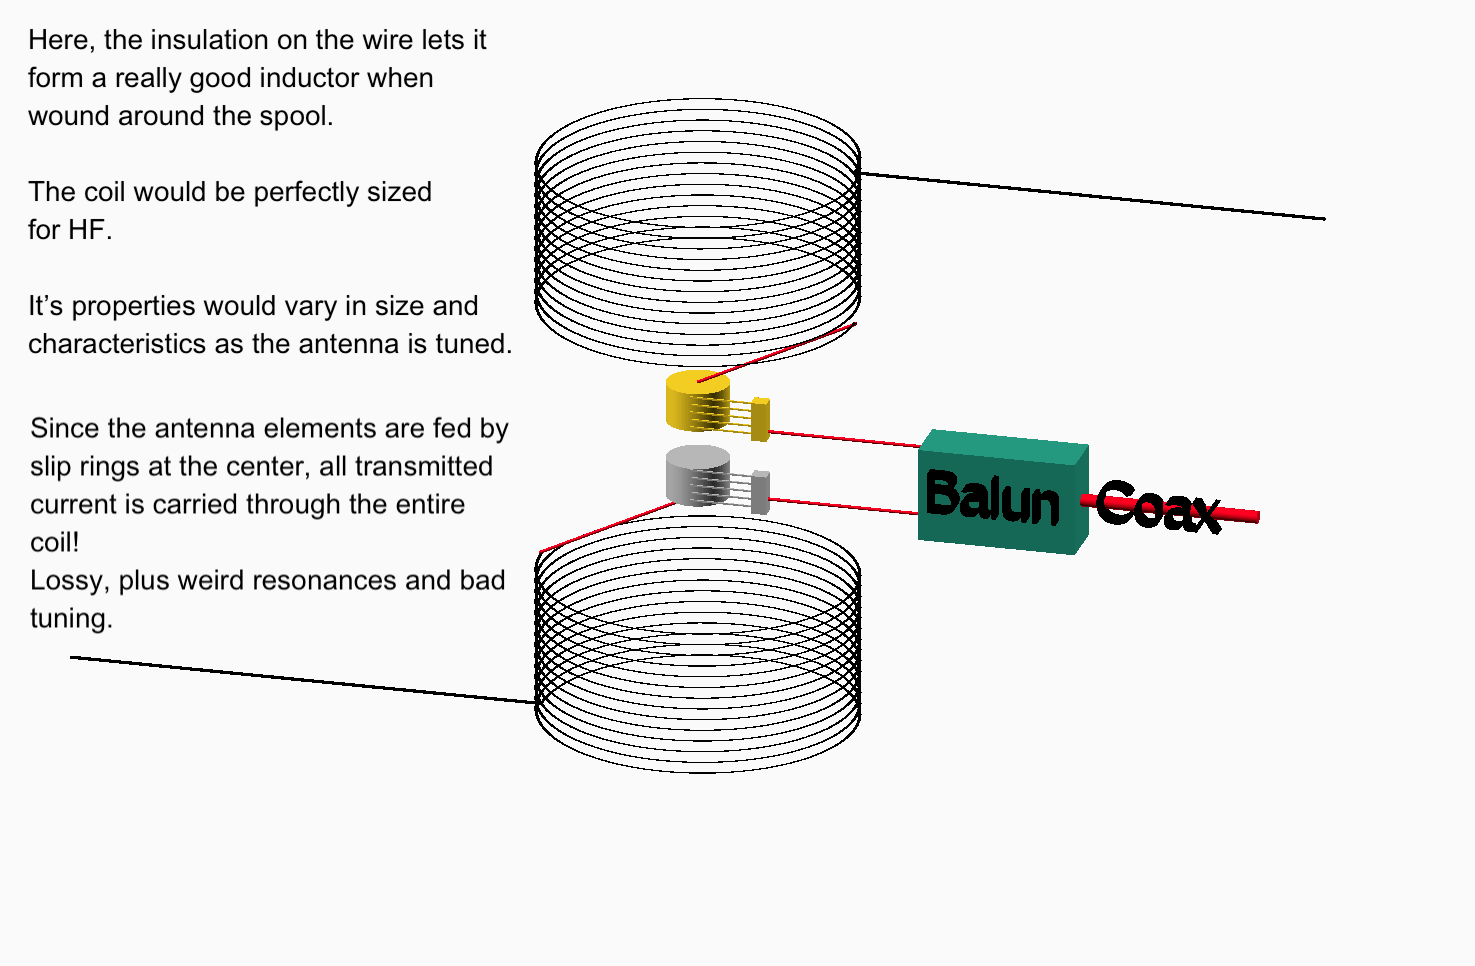 Here, the insulation on the wire lets it
form a really good inductor when
wound around the spool.
The coil would be perfectly sized
for HF.
It’s properties would vary in size and
characteristics as the antenna is tuned.
Since the antenna elements are fed by
slip rings at the center, all transmitted
current is carried through the entire
coil!
Lossy, plus weird resonances and bad
tuning.
Balun
Coax